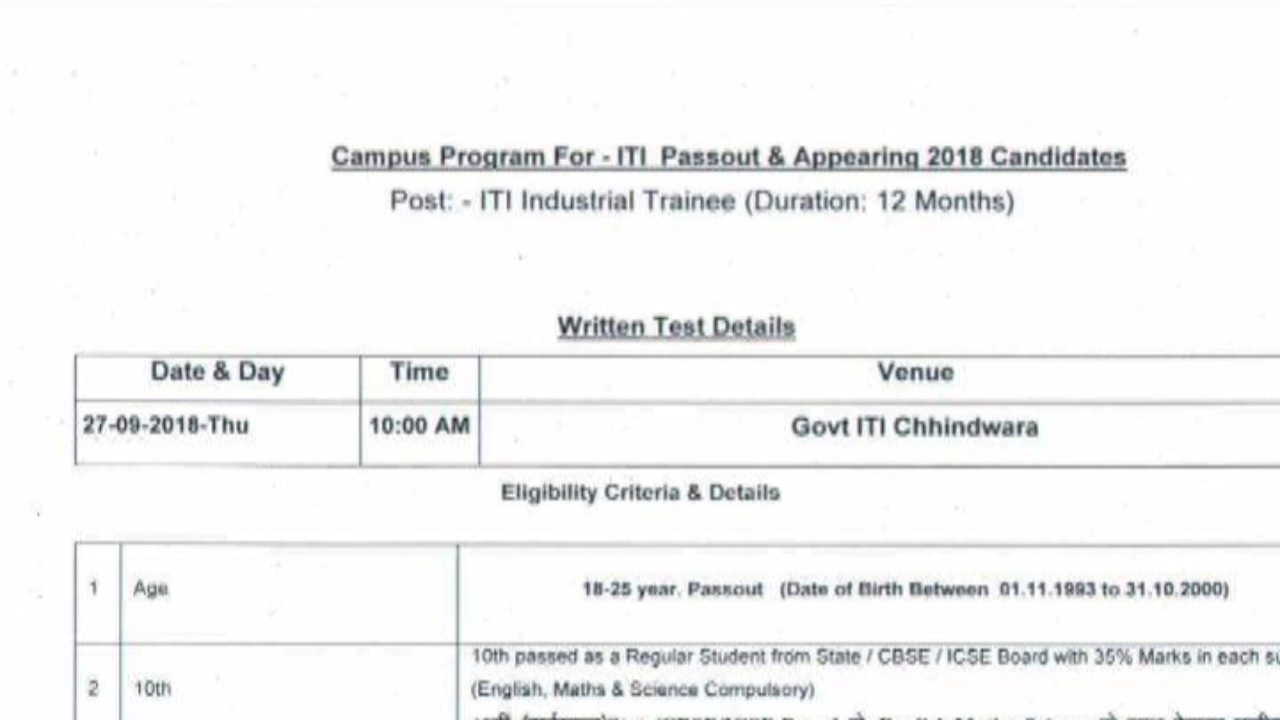 Campus Program For - ITI Passout & Appearing 2018 Candidates
Post: - ITI Industrial Trainee (Duration: 12 Months)
Written Test Details
Date & Day Time Venue
27-09-2018-Thu 10:00 AM Govt ITI Chhindwara
Eligibility Criteria & Details
1 Age 18-25 year. Passout (Date of Birth Between 01.11.1993 to 31.10.2000)
10th passed as a Regular Student from State / CBSE / ICSE Board with 35% Marks in each
2 10th (English, Maths & Science Compulsory)